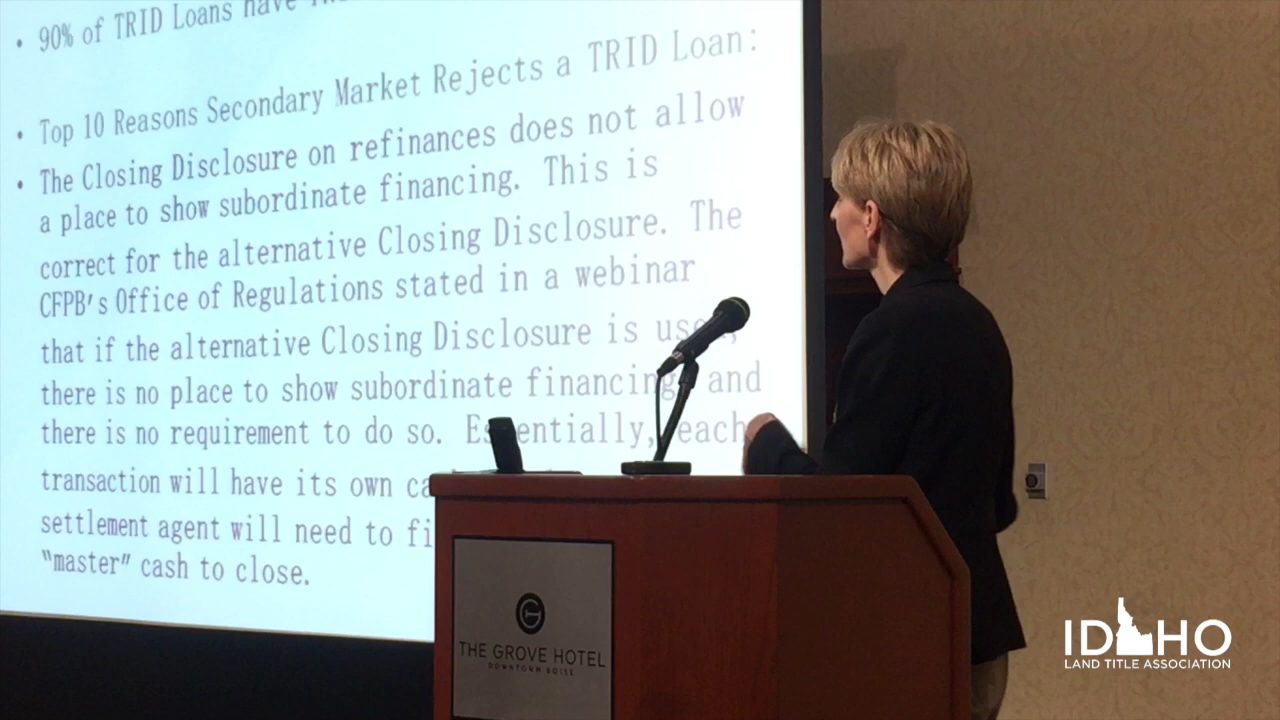 • 90% of TRID Loans have
• Top 10 Reasons Secondary Market Rejects a TRID Loan:
• The Closing Disclosure on refinances does not allow
a place to show subordinate financing. This is
correct for the alternative Closing Disclosure. The
CFPB's Office of Regulations stated in a webinar
that if the alternative Closing Disclosure is
there is no place to show subordinate financing, and
there is no requirement to do so. Essentially, each
transaction will have its own
settlement agent will need to
"master" cash to close.
THE GROVE HOTEL
DOWNTOWN BOISE
IDAHO
LAND TITLE ASSOCIATION